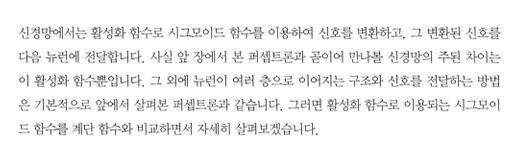 신경망에서는 활성화 함수로 시그모이드 함수를 이용하여 신호를 변환하고, 그 변환된 신호를
다음 뉴런에 전달합니다. 사실 앞 장에서 본 퍼셉트론과 곧이어 만나볼 신경망의 주된 차이는
이 활성화 함수뿐입니다. 그 외에 뉴런이 여러 층으로 이어지는 구조와 신호를 전달하는 방법
은 기본적으로 앞에서 살펴본 퍼셉트론과 같습니다. 그러면 활성화 함수로 이용되는 시그모이
드 함수를 계단 함수와 비교하면서 자세히 살펴보겠습니다.